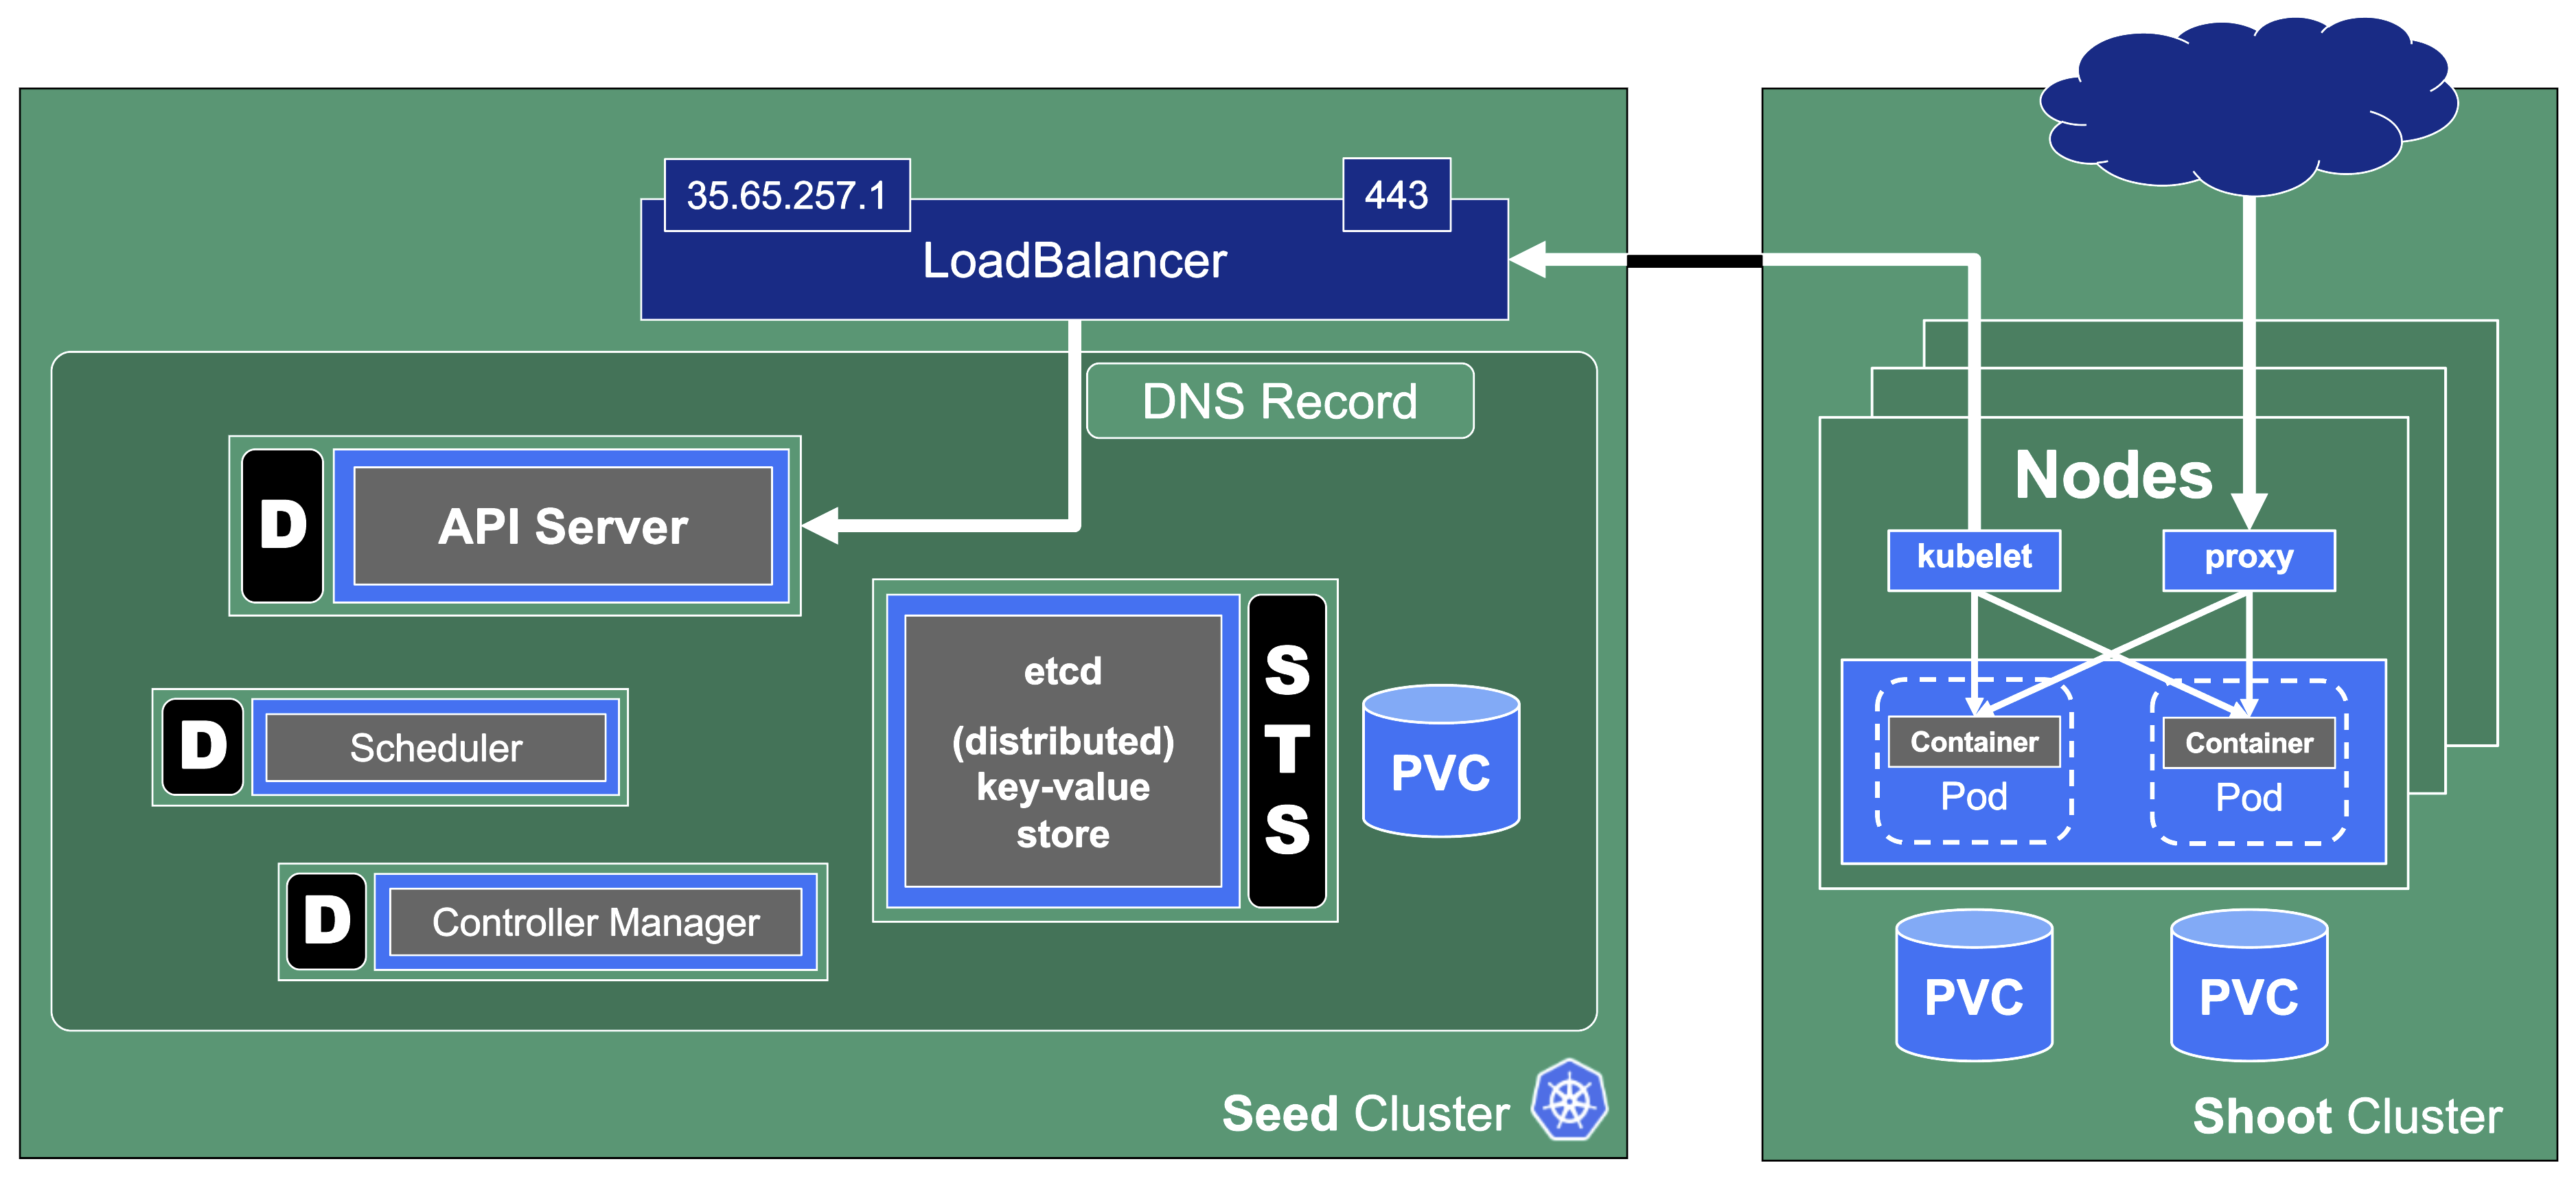 35.65.257.1
443
LoadBalancer
DNS Record
D
API Server
D
Scheduler
D
Controller Manager
etcd
(distributed)
key-value
store
S
T
S
PVC
Seed Cluster
Nodes
kubelet
proxy
Container
Pod
Container
Pod
PVC
PVC
Shoot Cluster